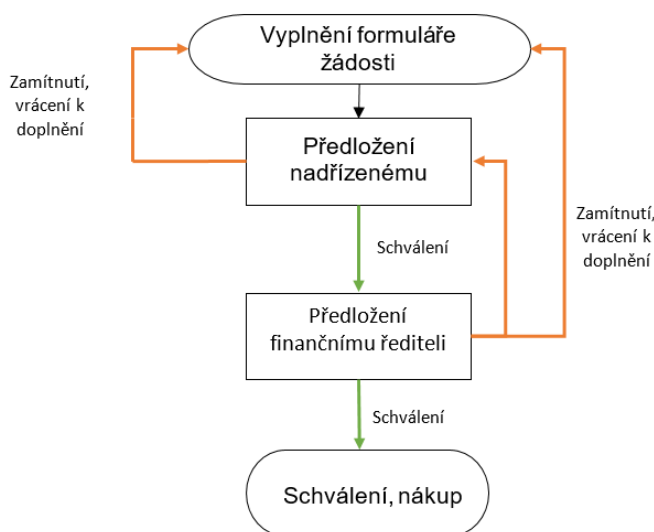 Vyplnění formuláře
žádosti
Zamítnutí,
vrácení k
doplnění
Předložení
nadřízenému
Zamítnutí,
vrácení k
doplnění
Schválení
Předložení
finančnímu řediteli
Schválení
Schválení, nákup